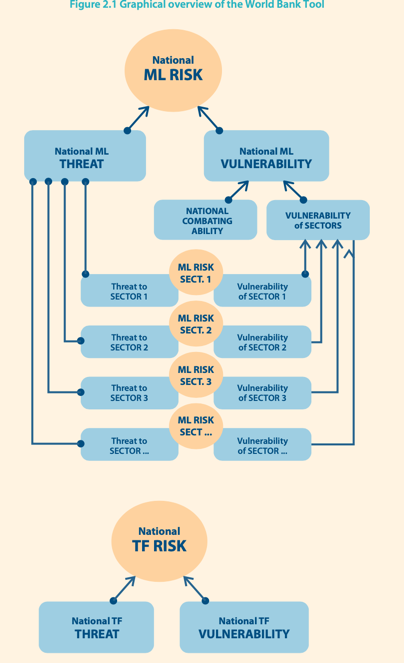 Figure 2.1 Graphical overview of the World Bank Tool
National
ML RISK
National ML
THREAT
National ML
VULNERABILITY
NATIONAL
COMBATING
ABILITY
VULNERABILITY
of SECTORS
ML RISK
SECT. 1
Threat to
SECTOR 1
Vulnerability
of SECTOR 1
ML RISK
SECT. 2
Threat to
SECTOR 2
Vulnerability
of SECTOR 2
ML RISK
SECT. 3
Threat to
SECTOR 3
Vulnerability
of SECTOR 3
ML RISK
SECT ...
Threat to
SECTOR ...
Vulnerability
of SECTOR ...
National
TF RISK
National TF
THREAT
National TF
VULNERABILITY